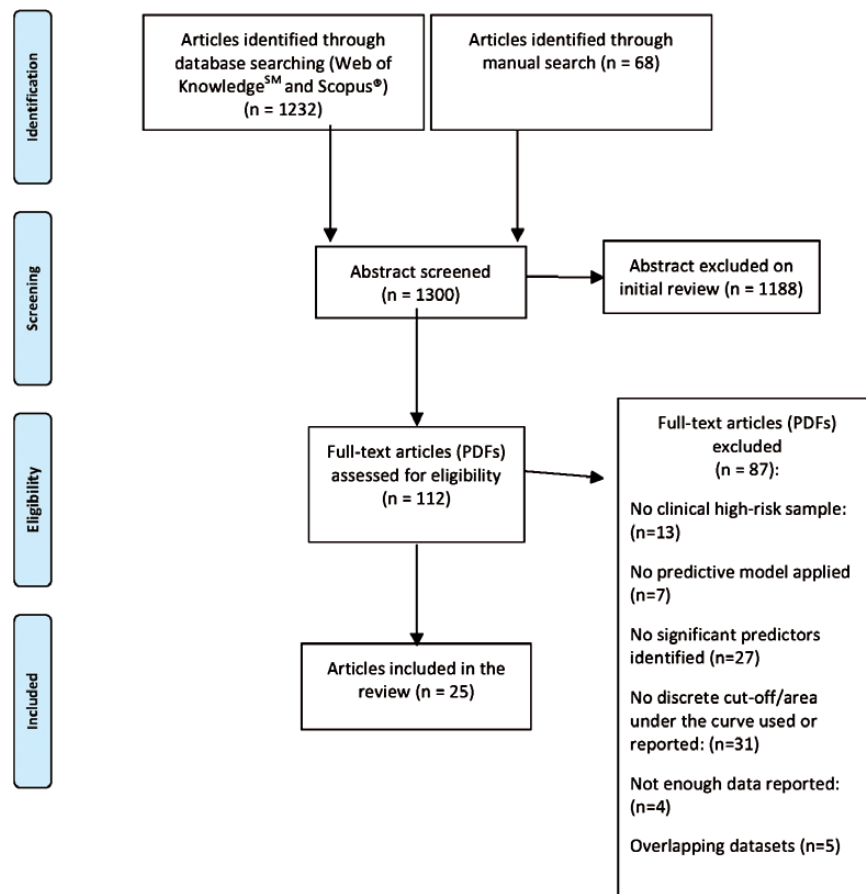 Identification
Articles identified through
database searching (Web of
Knowledge℠ and Scopus®)
(n = 1232)
Articles identified through
manual search (n = 68)
Screening
Abstract screened
(n = 1300)
Abstract excluded on
initial review (n = 1188)
Eligibility
Full-text articles (PDFs)
assessed for eligibility
(n = 112)
Full-text articles (PDFs)
excluded
(n = 87):
No clinical high-risk sample:
(n=13)
No predictive model applied
(n=7)
No significant predictors
identified (n=27)
No discrete cut-off/area
under the curve used or
reported: (n=31)
Not enough data reported:
(n=4)
Overlapping datasets (n=5)
Included
Articles included in the
review (n = 25)